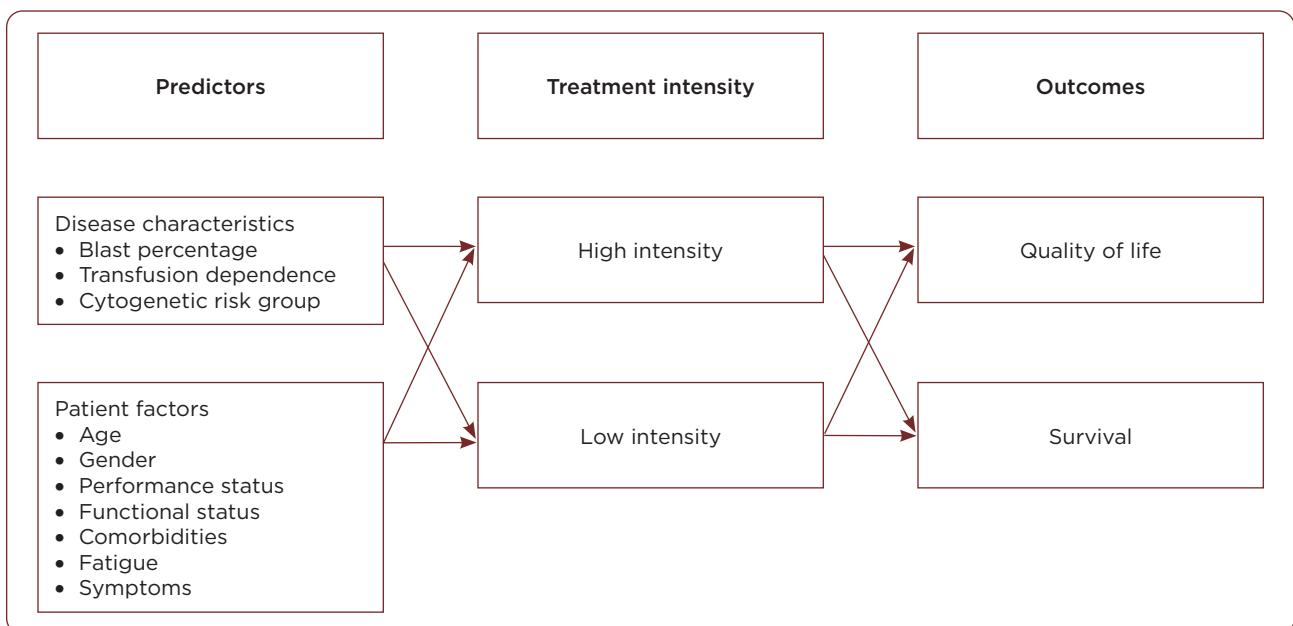 Predictors
Treatment intensity
Outcomes
Disease characteristics
• Blast percentage
• Transfusion dependence
• Cytogenetic risk group
High intensity
Quality of life
Patient factors
• Age
• Gender
• Performance status
• Functional status
• Comorbidities
• Fatigue
• Symptoms
Low intensity
Survival